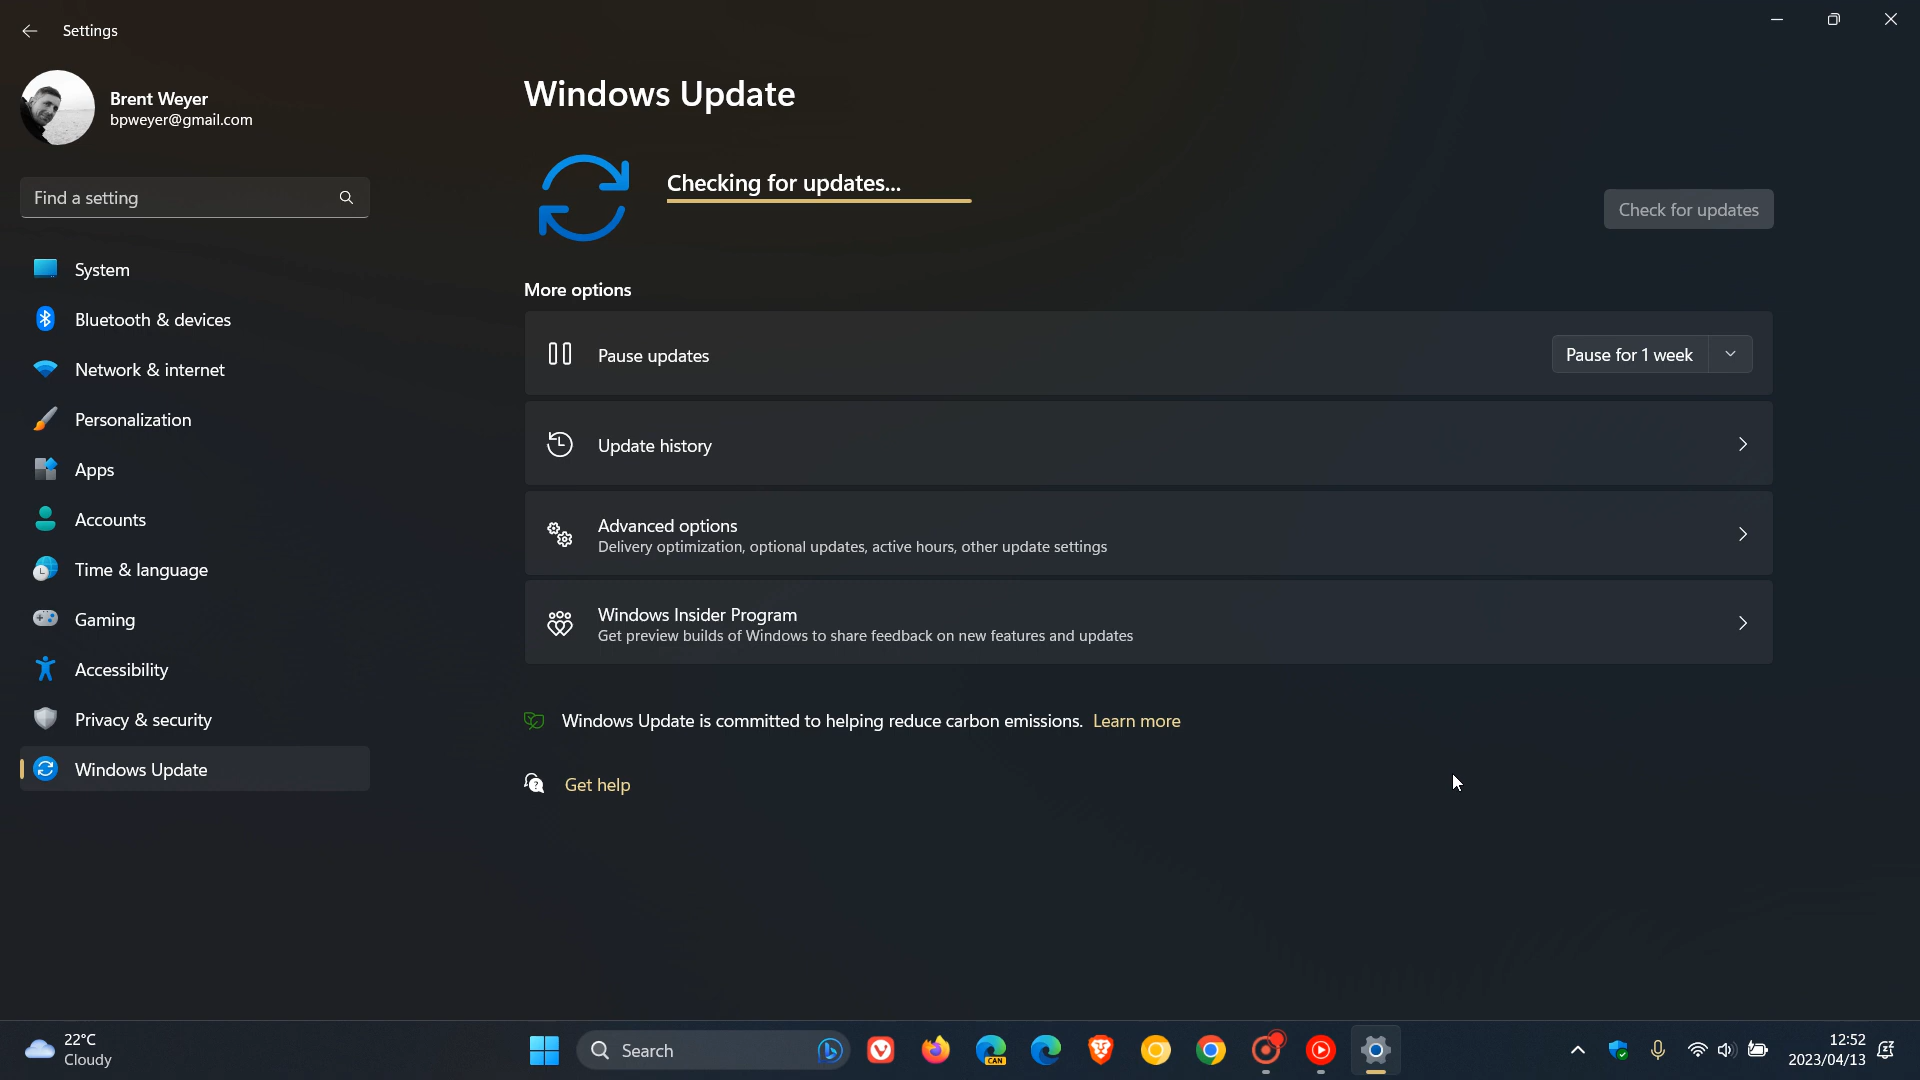 Settings
Brent Weyer
bpweyer@gmail.com
Find a setting
System
Bluetooth & devices
Network & internet
Personalization
Apps
Accounts
Time & language
Gaming
Accessibility
Privacy & security
Windows Update
Windows Update
Checking for updates...
Check for updates
More options
Pause updates
Pause for 1 week
Update history
Advanced options
Delivery optimization, optional updates, active hours, other update settings
Windows Insider Program
Get preview builds of Windows to share feedback on new features and updates
Windows Update is committed to helping reduce carbon emissions. Learn more
Get help
22°C
Cloudy
Search
CAN
12:52
2023/04/13